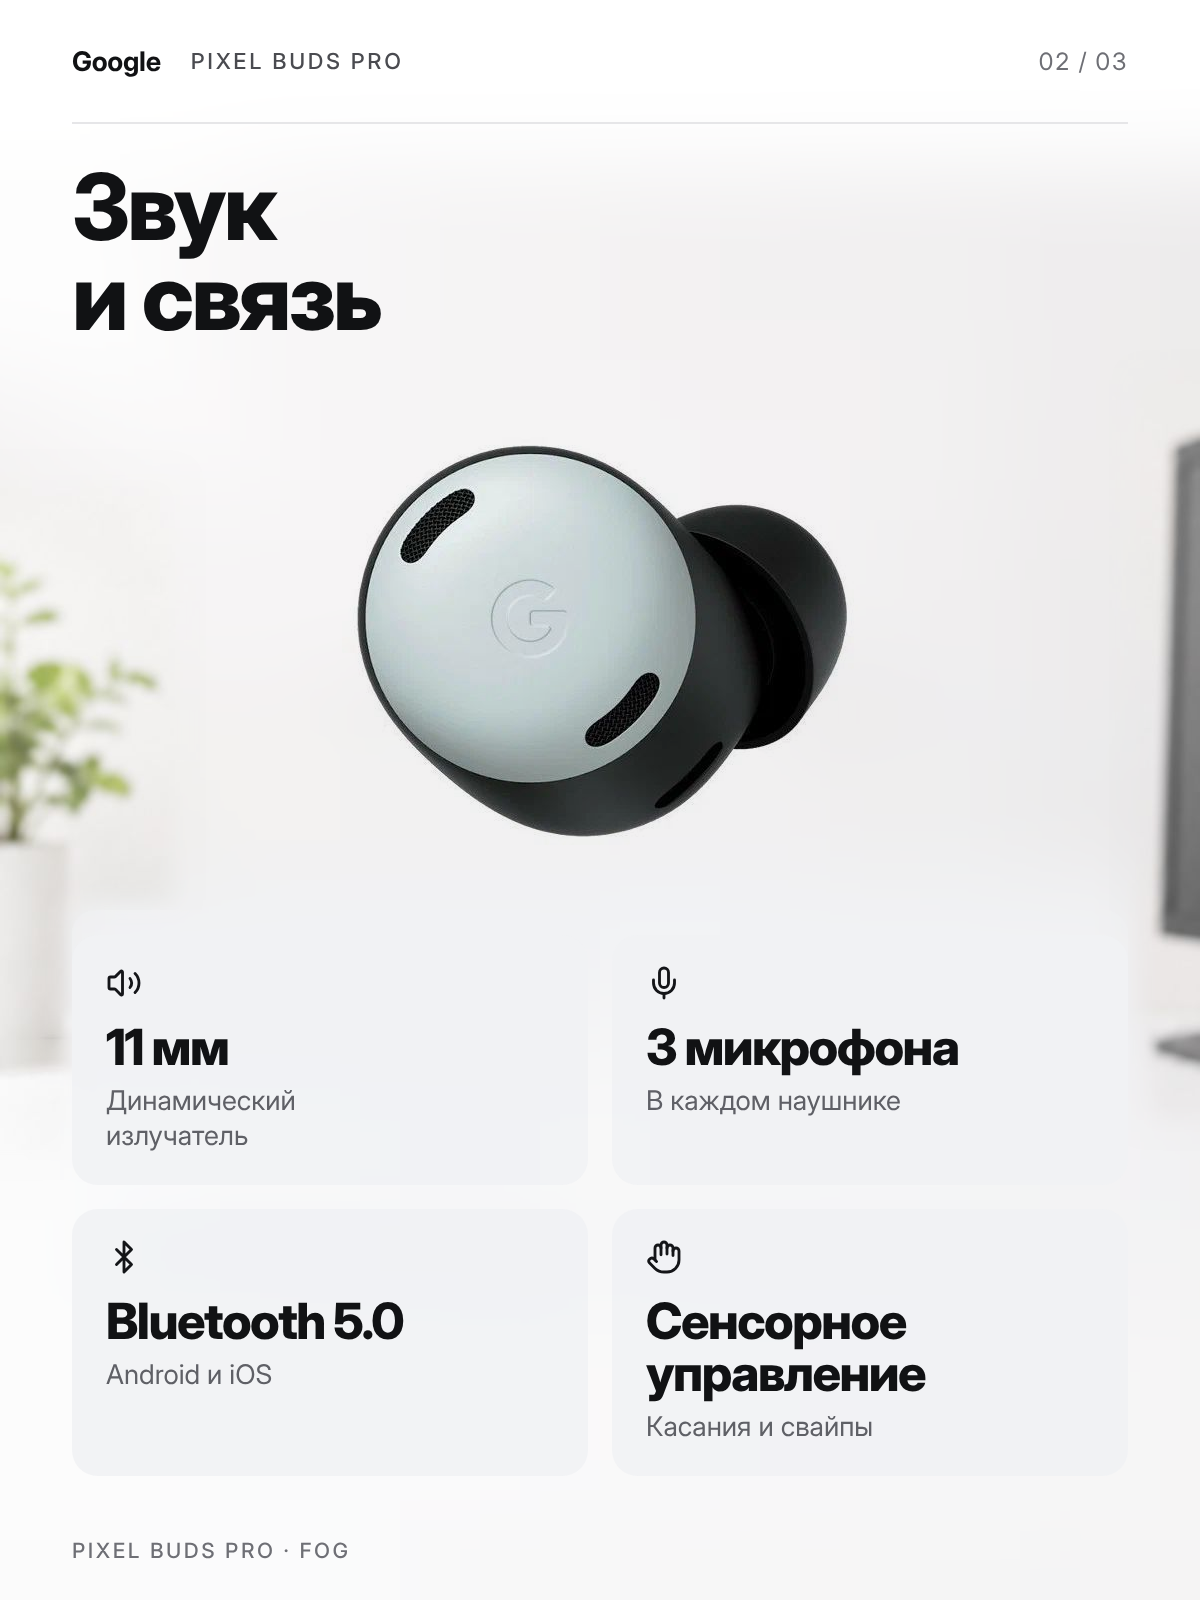 Google PIXEL BUDS PRO 02 / 03
Звук
и связь
G
11 мм
Динамический
излучатель
3 микрофона
В каждом наушнике
Bluetooth 5.0
Android и iOS
Сенсорное
управление
Касания и свайпы
PIXEL BUDS PRO · FOG